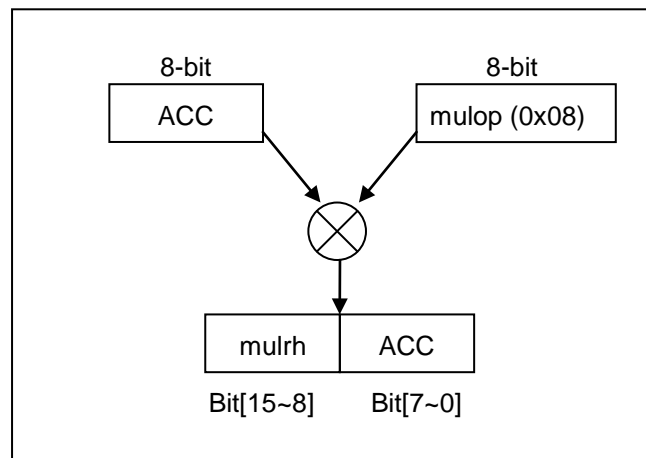 8-bit 8-bit
ACC mulop (0x08)
mulrh ACC
Bit[15~8] Bit[7~0]